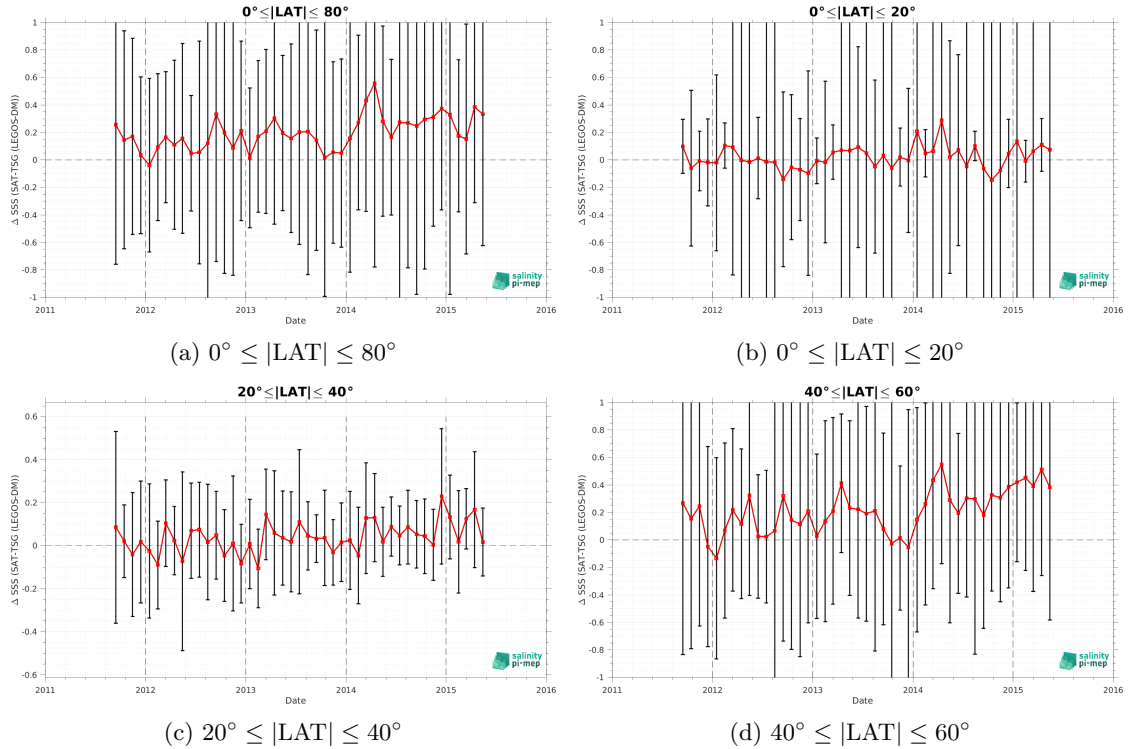 0°≤|LAT|≤ 80°
1
0.8
0.6
0.4
0.2
0
-0.2
-0.4
-0.6
-0.8
-1
Δ SSS (SAT-TSG (LEGOS-DM))
2011 2012 2013 2014 2015 2016
Date
salinity
pi-mep
(a) 0° ≤ |LAT| ≤ 80°
0°≤|LAT|≤ 20°
1
0.8
0.6
0.4
0.2
0
-0.2
-0.4
-0.6
-0.8
-1
Δ SSS (SAT-TSG (LEGOS-DM))
2011 2012 2013 2014 2015 2016
Date
salinity
pi-mep
(b) 0° ≤ |LAT| ≤ 20°
20°≤|LAT|≤ 40°
0.6
0.4
0.2
0
-0.2
-0.4
-0.6
Δ SSS (SAT-TSG (LEGOS-DM))
2011 2012 2013 2014 2015 2016
Date
salinity
pi-mep
(c) 20° ≤ |LAT| ≤ 40°
40°≤|LAT|≤ 60°
1
0.8
0.6
0.4
0.2
0
-0.2
-0.4
-0.6
-0.8
-1
Δ SSS (SAT-TSG (LEGOS-DM))
2011 2012 2013 2014 2015 2016
Date
salinity
pi-mep
(d) 40° ≤ |LAT| ≤ 60°